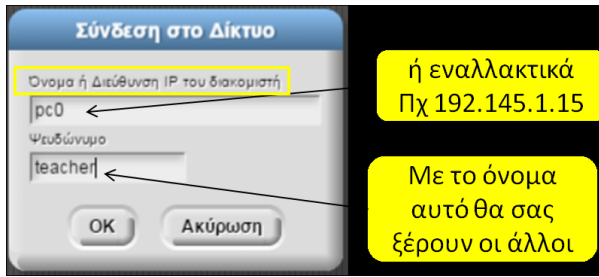 Σύνδεση στο Δίκτυο
Όνομα ή Διεύθυνση IP του διακομιστή
pc0
Ψευδώνυμο
teacher
OK
Ακύρωση
ή εναλλακτικά
Πχ 192.145.1.15
Με το όνομα
αυτό θα σας
ξέρουν οι άλλοι